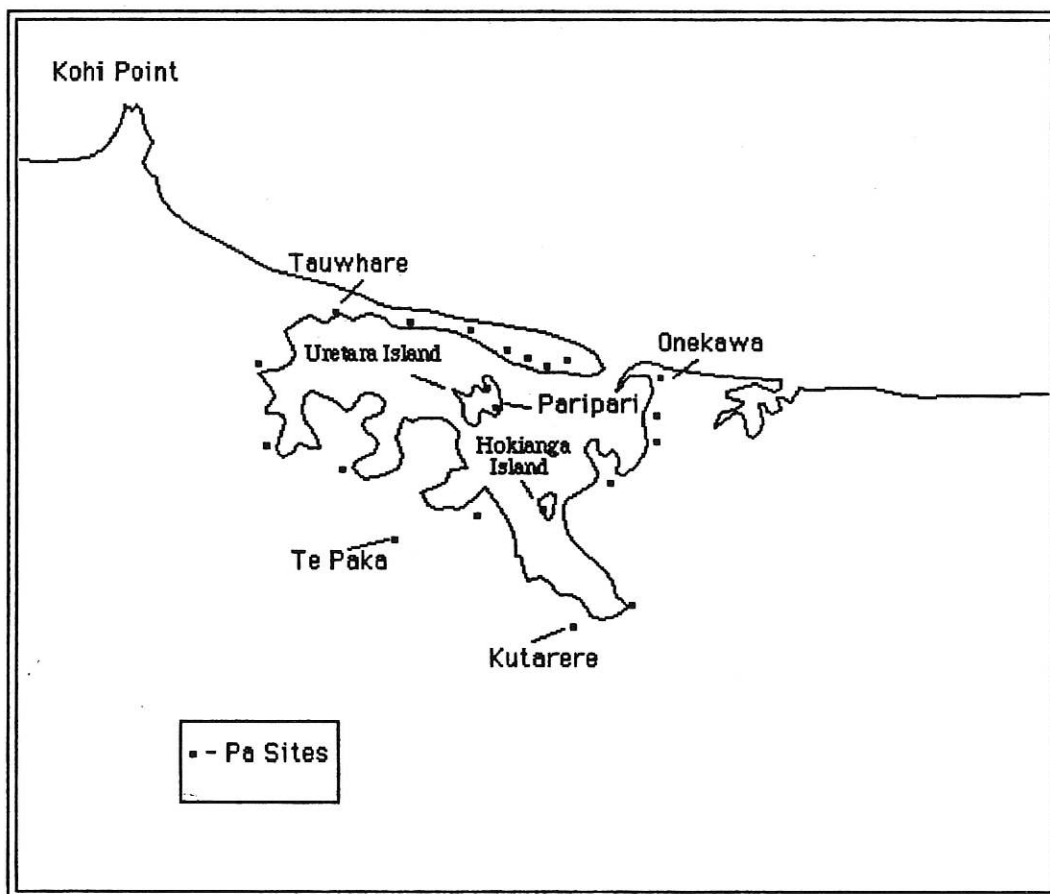 Kohi Point
Tauwhare
Uretara Island
Onekawa
Paripari
Hokianga
Island
Te Paka
Kutarere
- Pa Sites